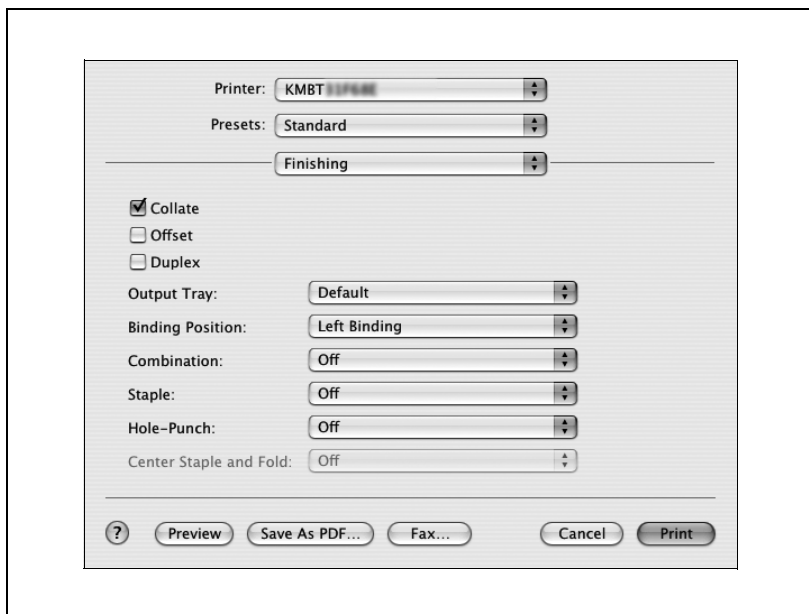 Printer: KMBT
Presets: Standard
Finishing
Collate
Offset
Duplex
Output Tray: Default
Binding Position: Left Binding
Combination: Off
Staple: Off
Hole-Punch: Off
Center Staple and Fold: Off
? Preview Save As PDF... Fax... Cancel Print